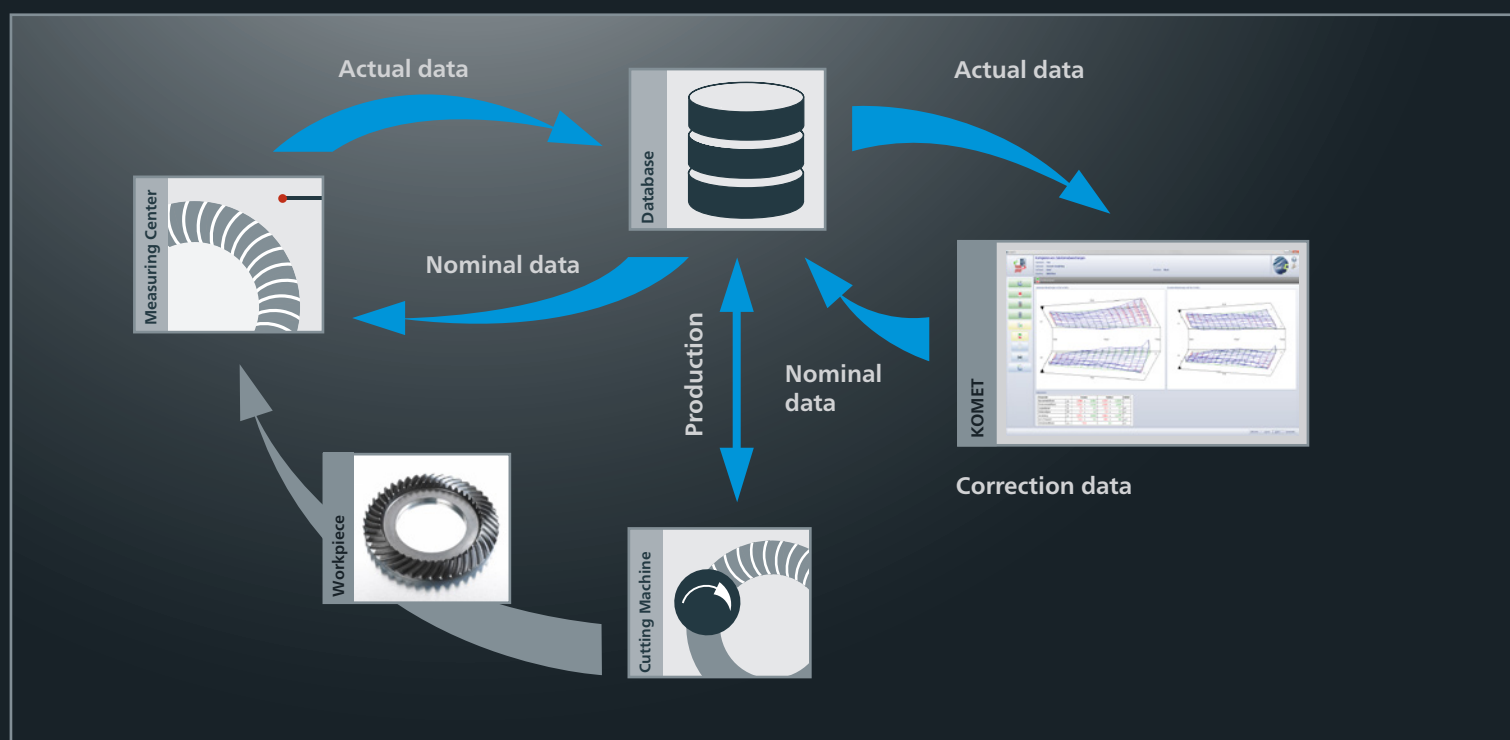 Actual data
Actual data
Database
Measuring Center
Nominal data
Production
Nominal
data
KOMET
Correction data
Workpiece
Cutting Machine